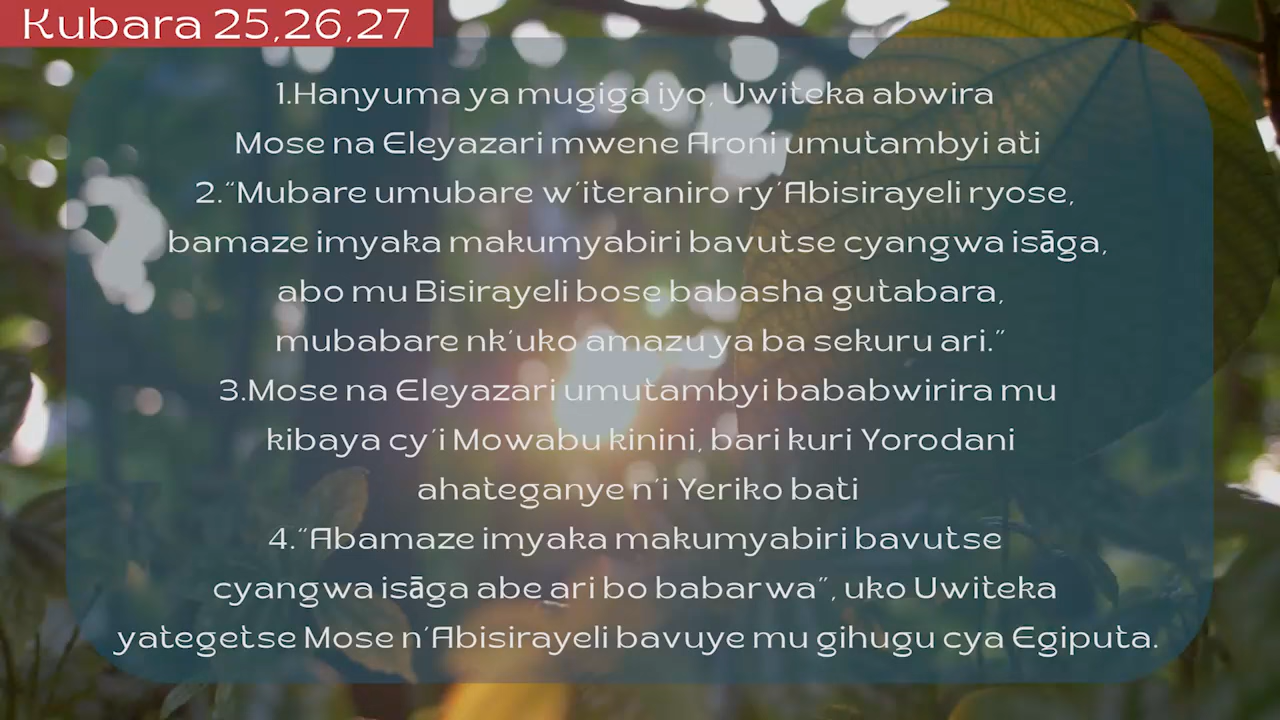 Kubara 25,26,27
1.Hanyuma ya mugiga iyo, Uwiteka abwira
Mose na Eleyazari mwene Aroni umutambyi ati
2.“Mubare umubare w'iteraniro ry'Abisirayeli ryose,
bamaze imyaka makumyabiri bavutse cyangwa isāga,
abo mu Bisirayeli bose babasha gutabara,
mubabare nk'uko amazu ya ba sekuru ari.”
3.Mose na Eleyazari umutambyi bababwirira mu
kibaya cy'i Mowabu kinini, bari kuri Yorodani
ahateganye n'i Yeriko bati
4.“Abamaze imyaka makumyabiri bavutse
cyangwa isāga abe ari bo babarwa”, uko Uwiteka
yategetse Mose n'Abisirayeli bavuye mu gihugu cya Egiputa.